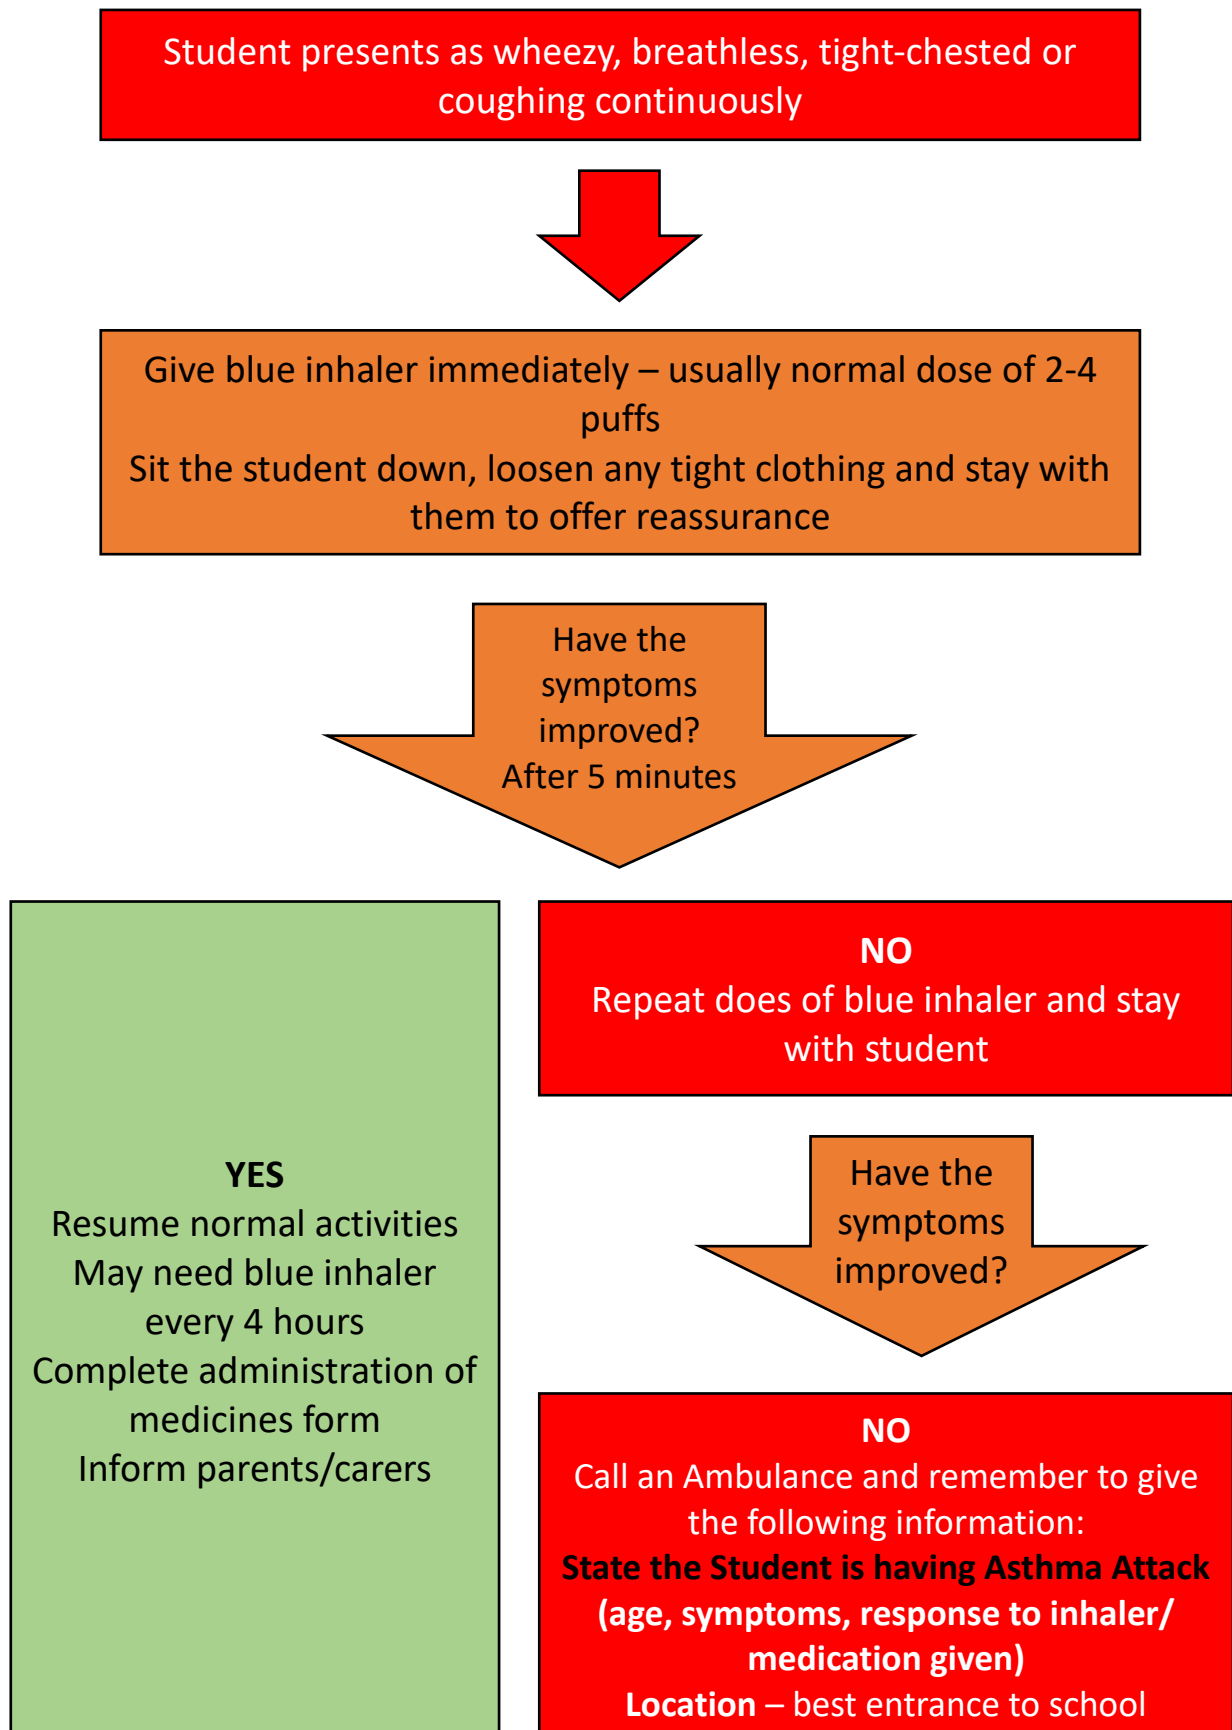 Student presents as wheezy, breathless, tight-chested or
coughing continuously
Give blue inhaler immediately – usually normal dose of 2-4
puffs
Sit the student down, loosen any tight clothing and stay with
them to offer reassurance
Have the
symptoms
improved?
After 5 minutes
YES
Resume normal activities
May need blue inhaler
every 4 hours
Complete administration of
medicines form
Inform parents/carers
NO
Repeat does of blue inhaler and stay
with student
Have the
symptoms
improved?
NO
Call an Ambulance and remember to give
the following information:
State the Student is having Asthma Attack
(age, symptoms, response to inhaler/
medication given)
Location – best entrance to school